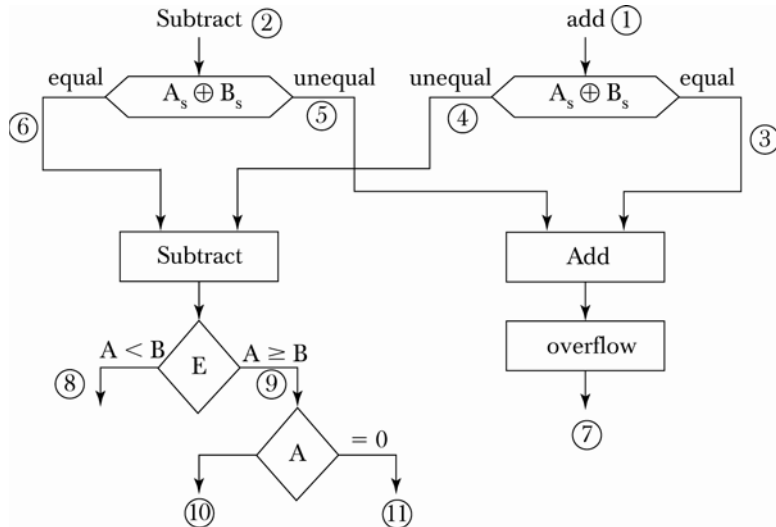 Subtract ②
add ①
equal
A_s ⊕ B_s
unequal
unequal
A_s ⊕ B_s
equal
⑥
⑤
④
③
Subtract
Add
A < B
E
A ≥ B
overflow
⑧
⑨
⑦
A
= 0
⑩
⑪